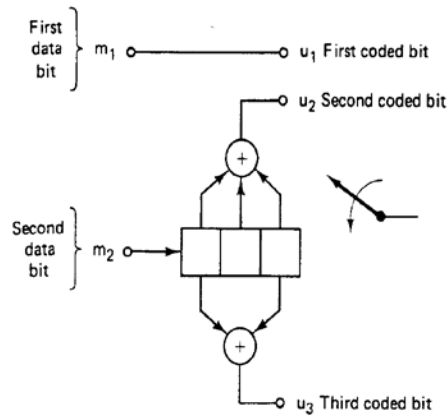 First
data
bit
m1
u1 First coded bit
u2 Second coded bit
+
Second
data
bit
m2
+
u3 Third coded bit